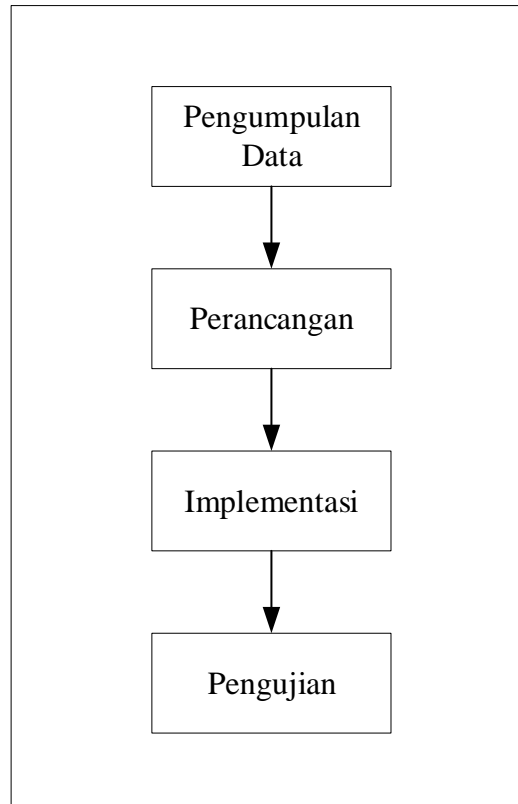 Pengumpulan
Data
Perancangan
Implementasi
Pengujian